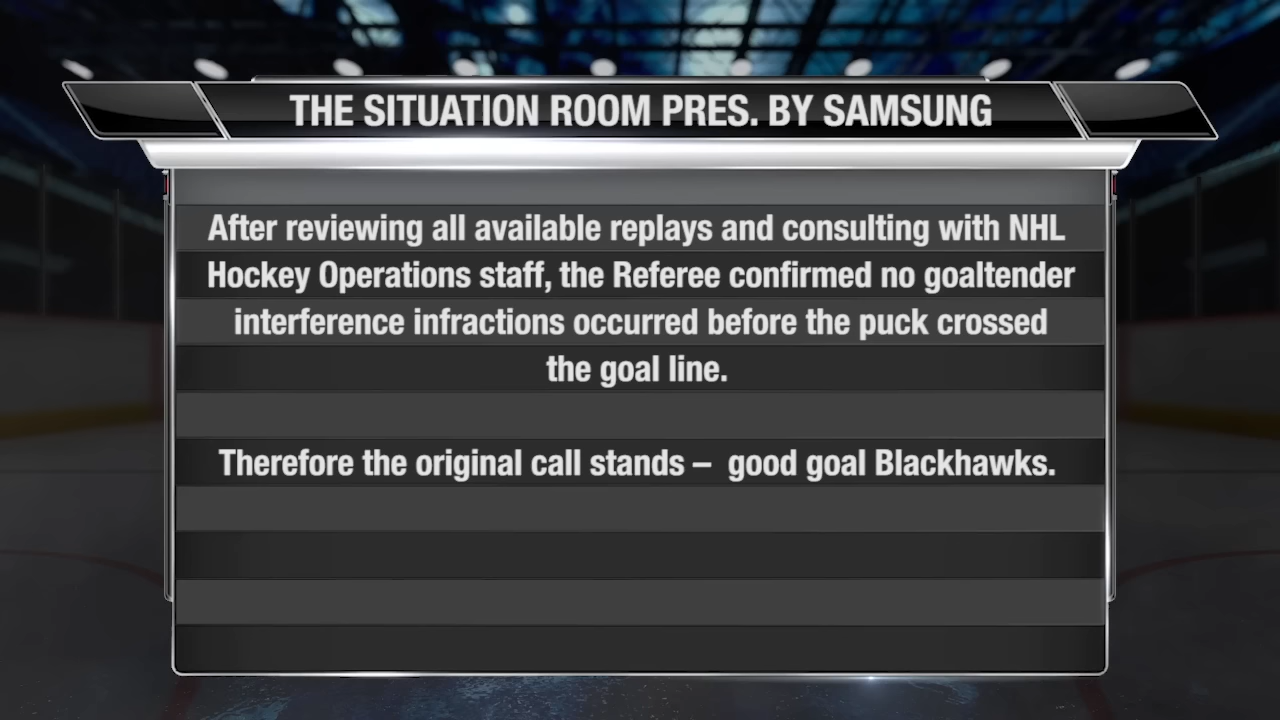 THE SITUATION ROOM PRES. BY SAMSUNG
After reviewing all available replays and consulting with NHL
Hockey Operations staff, the Referee confirmed no goaltender
interference infractions occurred before the puck crossed
the goal line.
Therefore the original call stands – good goal Blackhawks.